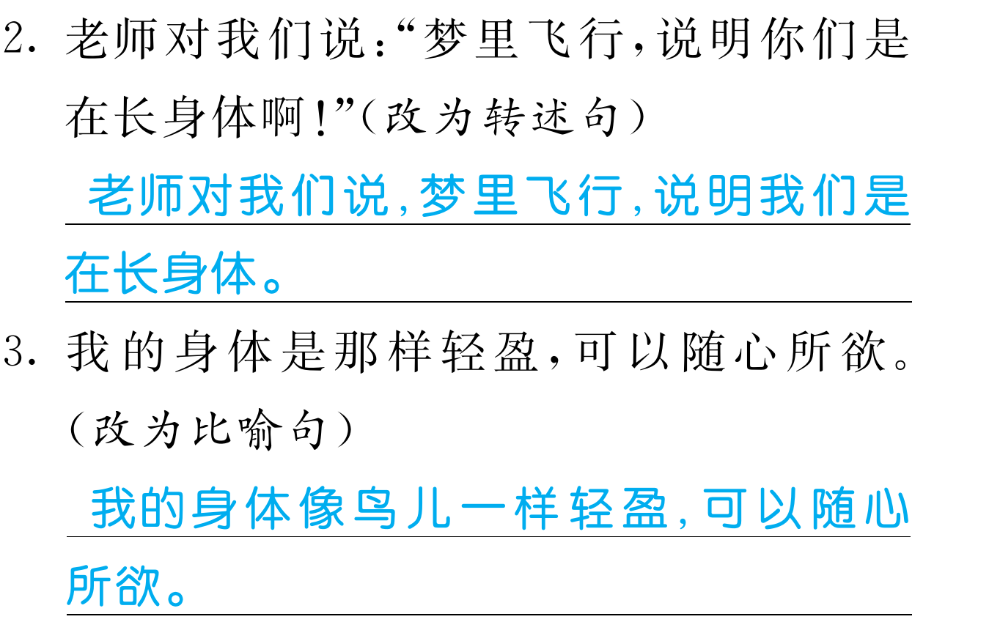 2. 老师对我们说：“梦里飞行，说明你们是
在长身体啊！”（改为转述句）
老师对我们说，梦里飞行，说明我们是
在长身体。
3. 我的身体是那样轻盈，可以随心所欲。
（改为比喻句）
我的身体像鸟儿一样轻盈，可以随心
所欲。